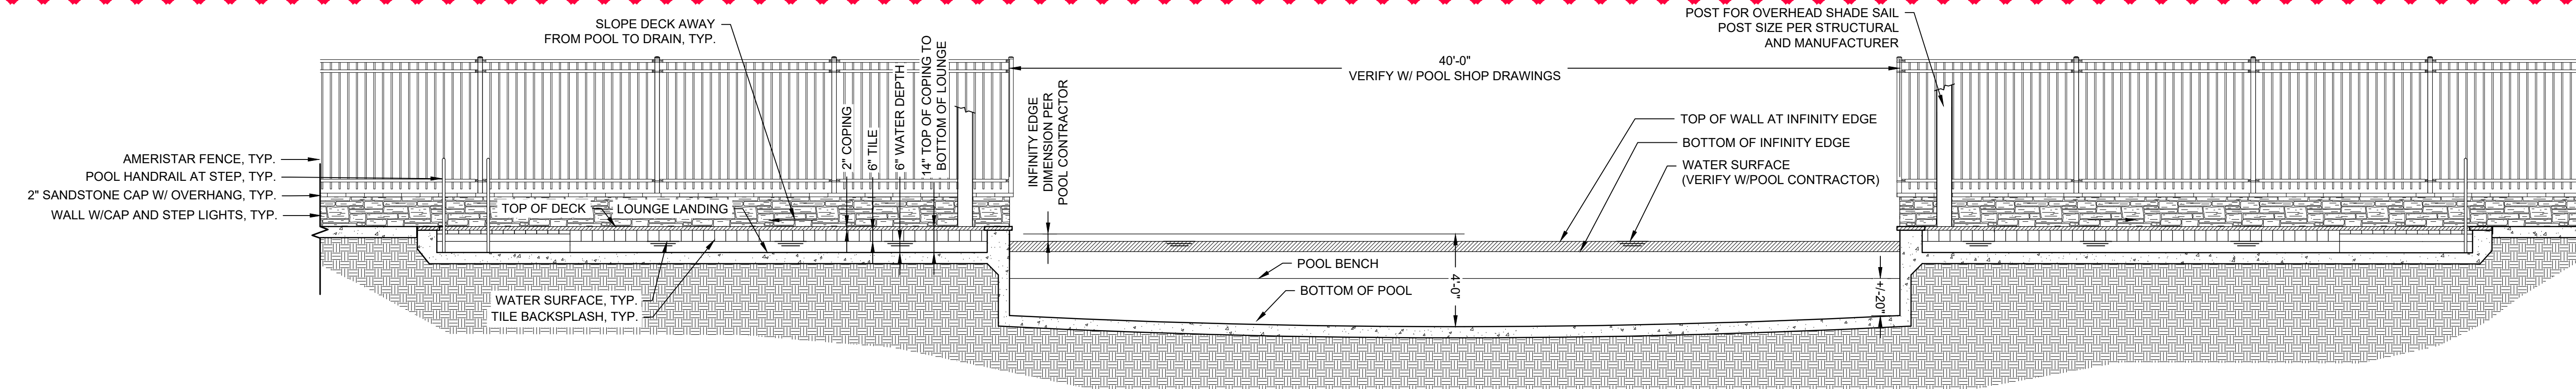 SLOPE DECK AWAY
FROM POOL TO DRAIN, TYP.
POST FOR OVERHEAD SHADE SAIL
POST SIZE PER STRUCTURAL
AND MANUFACTURER
40'-0"
VERIFY W/ POOL SHOP DRAWINGS
2" COPING
6" TILE
6" WATER DEPTH
14" TOP OF COPING TO
BOTTOM OF LOUNGE
INFINITY EDGE
DIMENSION PER
POOL CONTRACTOR
AMERISTAR FENCE, TYP.
POOL HANDRAIL AT STEP, TYP.
2" SANDSTONE CAP W/ OVERHANG, TYP.
WALL W/CAP AND STEP LIGHTS, TYP.
TOP OF DECK
LOUNGE LANDING
TOP OF WALL AT INFINITY EDGE
BOTTOM OF INFINITY EDGE
WATER SURFACE
(VERIFY W/POOL CONTRACTOR)
POOL BENCH
BOTTOM OF POOL
4'-0"
+/-20"
WATER SURFACE, TYP.
TILE BACKSPLASH, TYP.